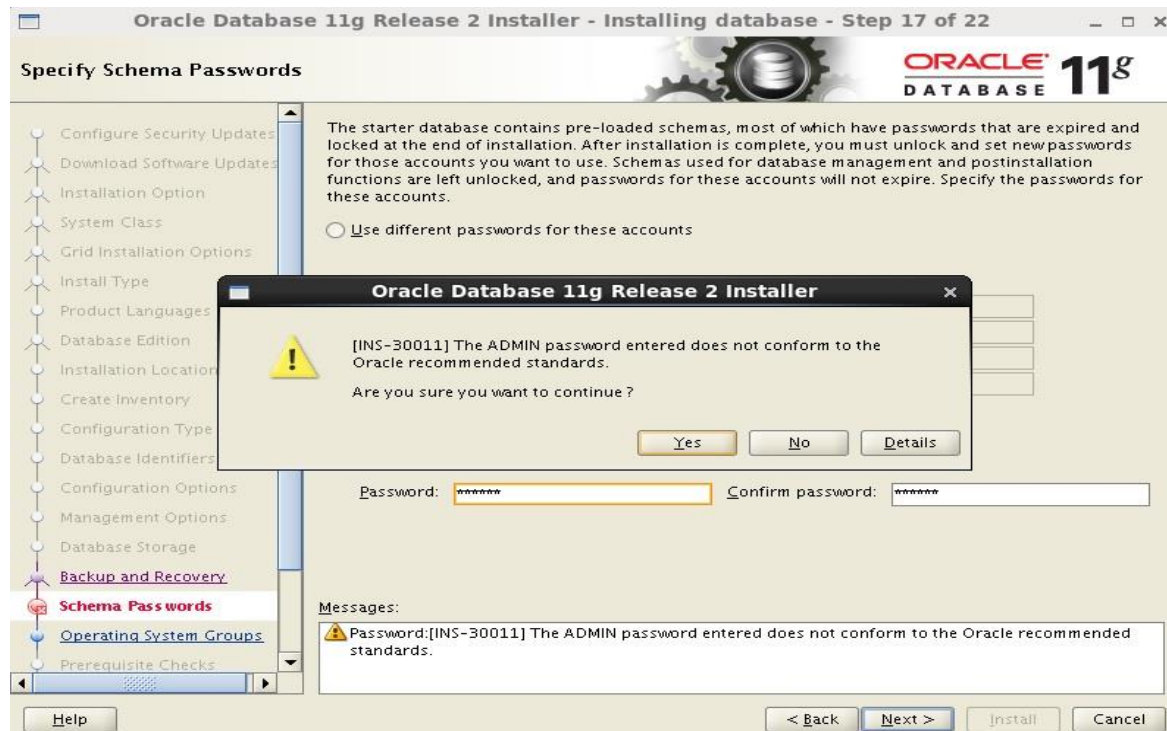 Oracle Database 11g Release 2 Installer - Installing database - Step 17 of 22
Specify Schema Passwords
ORACLE 11g
DATABASE
Configure Security Updates
Download Software Updates
Installation Option
System Class
Grid Installation Options
Install Type
Product Languages
Database Edition
Installation Location
Create Inventory
Configuration Type
Database Identifiers
Configuration Options
Management Options
Database Storage
Backup and Recovery
Schema Passwords
Operating System Groups
Prerequisite Checks
The starter database contains pre-loaded schemas, most of which have passwords that are expired and
locked at the end of installation. After installation is complete, you must unlock and set new passwords
for those accounts you want to use. Schemas used for database management and postinstallation
functions are left unlocked, and passwords for these accounts will not expire. Specify the passwords for
these accounts.
Use different passwords for these accounts
Oracle Database 11g Release 2 Installer
[INS-30011] The ADMIN password entered does not conform to the
Oracle recommended standards.
Are you sure you want to continue?
Yes No Details
Password: ****** Confirm password: ******
Messages:
Password:[INS-30011] The ADMIN password entered does not conform to the Oracle recommended
standards.
Help < Back Next > Install Cancel